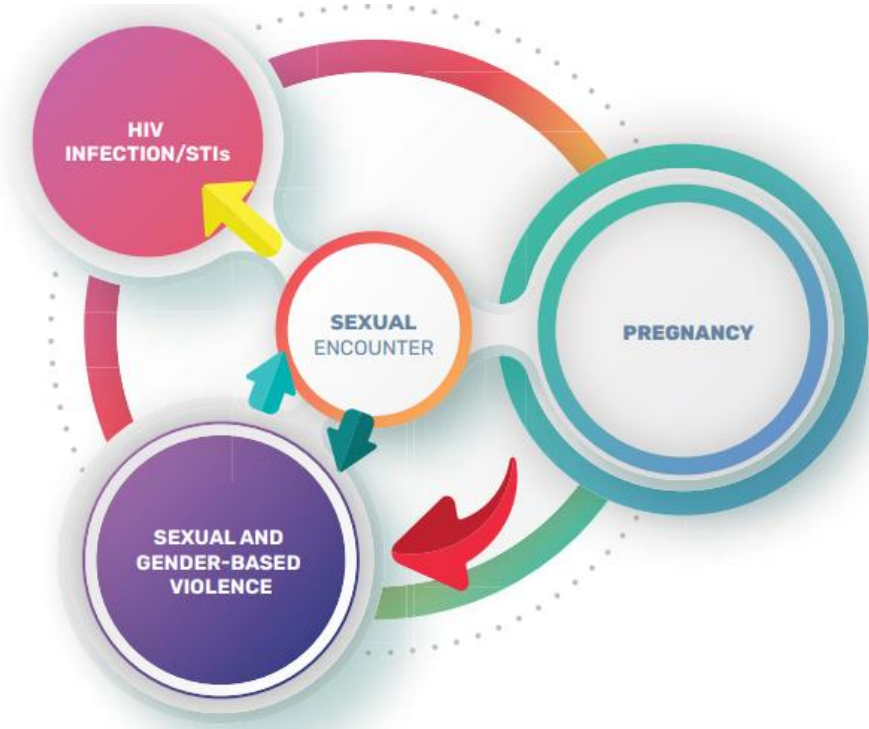 HIV
INFECTION/STIs
SEXUAL
ENCOUNTER
PREGNANCY
SEXUAL AND
GENDER-BASED
VIOLENCE